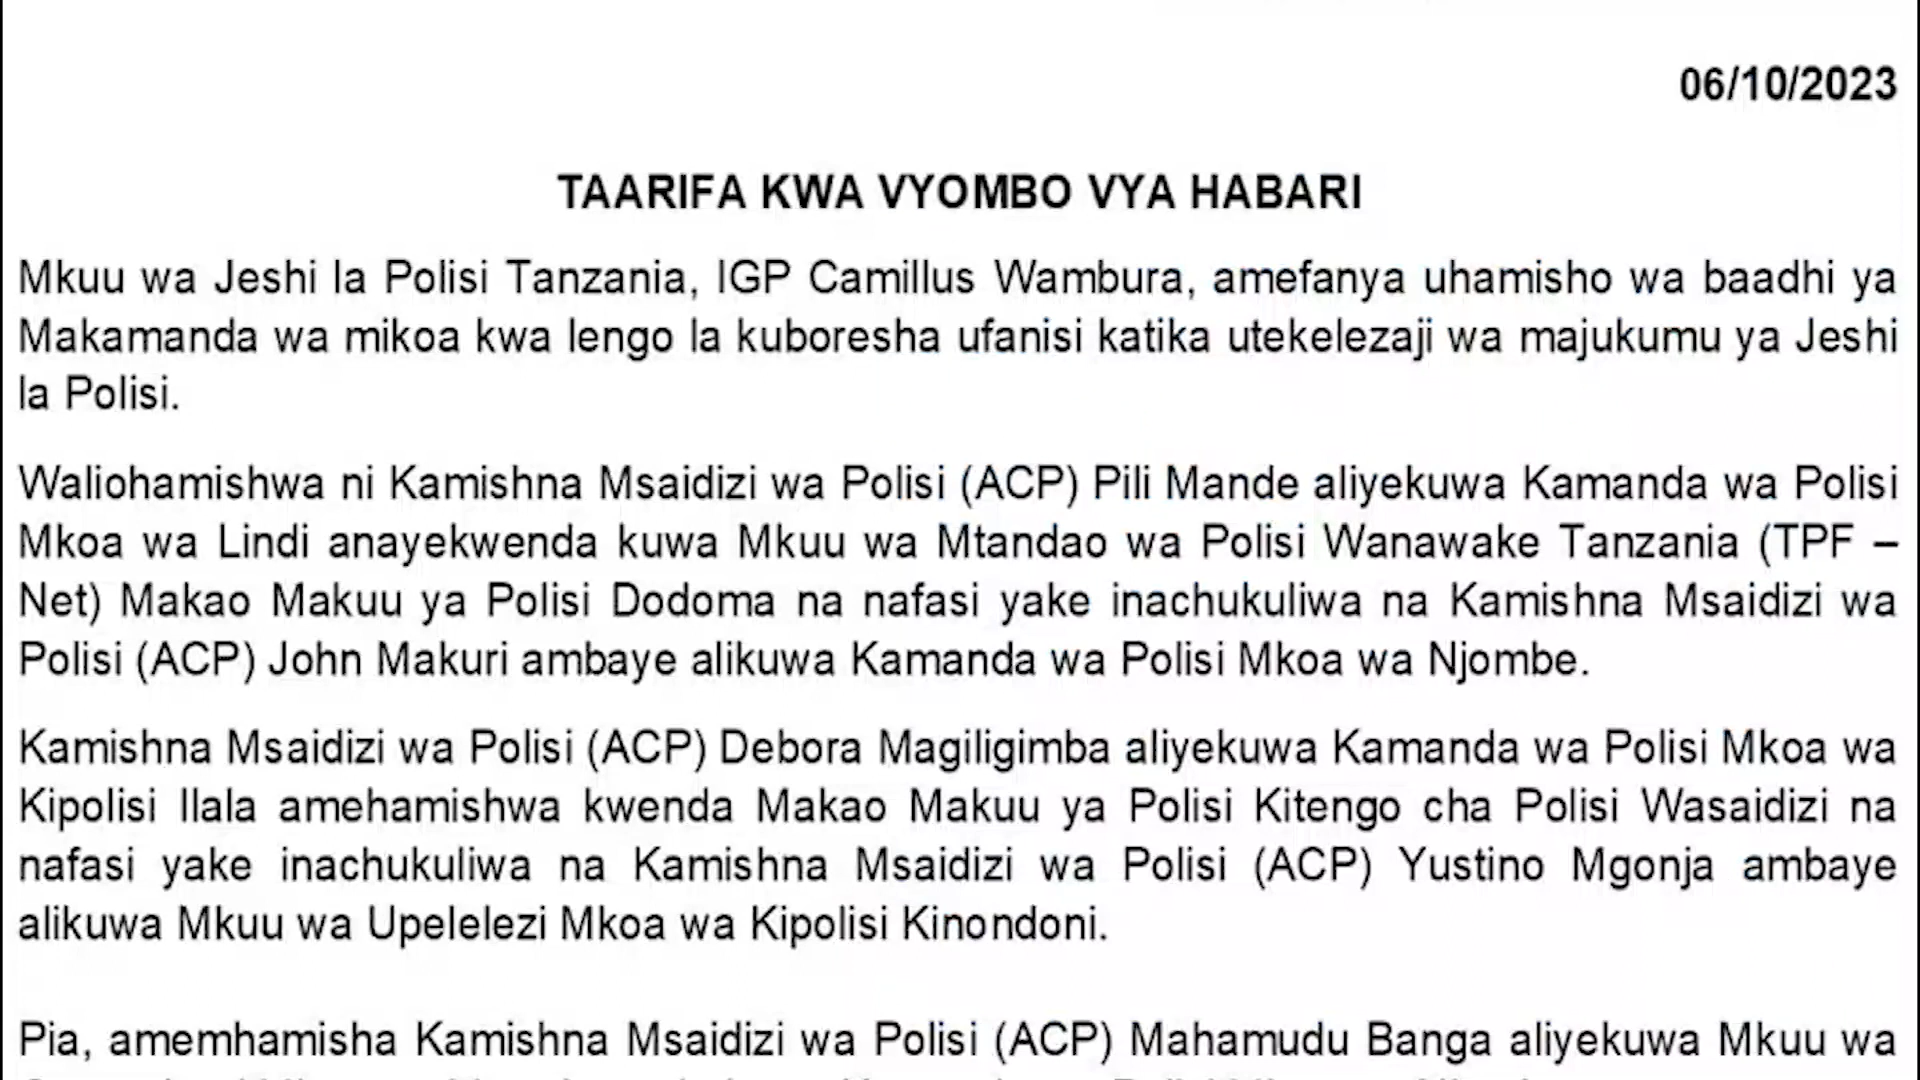 06/10/2023
TAARIFA KWA VYOMBO VYA HABARI
Mkuu wa Jeshi la Polisi Tanzania, IGP Camillus Wambura, amefanya uhamisho wa baadhi ya
Makamanda wa mikoa kwa lengo la kuboresha ufanisi katika utekelezaji wa majukumu ya Jeshi
la Polisi.
Waliohamishwa ni Kamishna Msaidizi wa Polisi (ACP) Pili Mande aliyekuwa Kamanda wa Polisi
Mkoa wa Lindi anayekwenda kuwa Mkuu wa Mtandao wa Polisi Wanawake Tanzania (TPF –
Net) Makao Makuu ya Polisi Dodoma na nafasi yake inachukuliwa na Kamishna Msaidizi wa
Polisi (ACP) John Makuri ambaye alikuwa Kamanda wa Polisi Mkoa wa Njombe.
Kamishna Msaidizi wa Polisi (ACP) Debora Magiligimba aliyekuwa Kamanda wa Polisi Mkoa wa
Kipolisi Ilala amehamishwa kwenda Makao Makuu ya Polisi Kitengo cha Polisi Wasaidizi na
nafasi yake inachukuliwa na Kamishna Msaidizi wa Polisi (ACP) Yustino Mgonja ambaye
alikuwa Mkuu wa Upelelezi Mkoa wa Kipolisi Kinondoni.
Pia, amemhamisha Kamishna Msaidizi wa Polisi (ACP) Mahamudu Banga aliyekuwa Mkuu wa